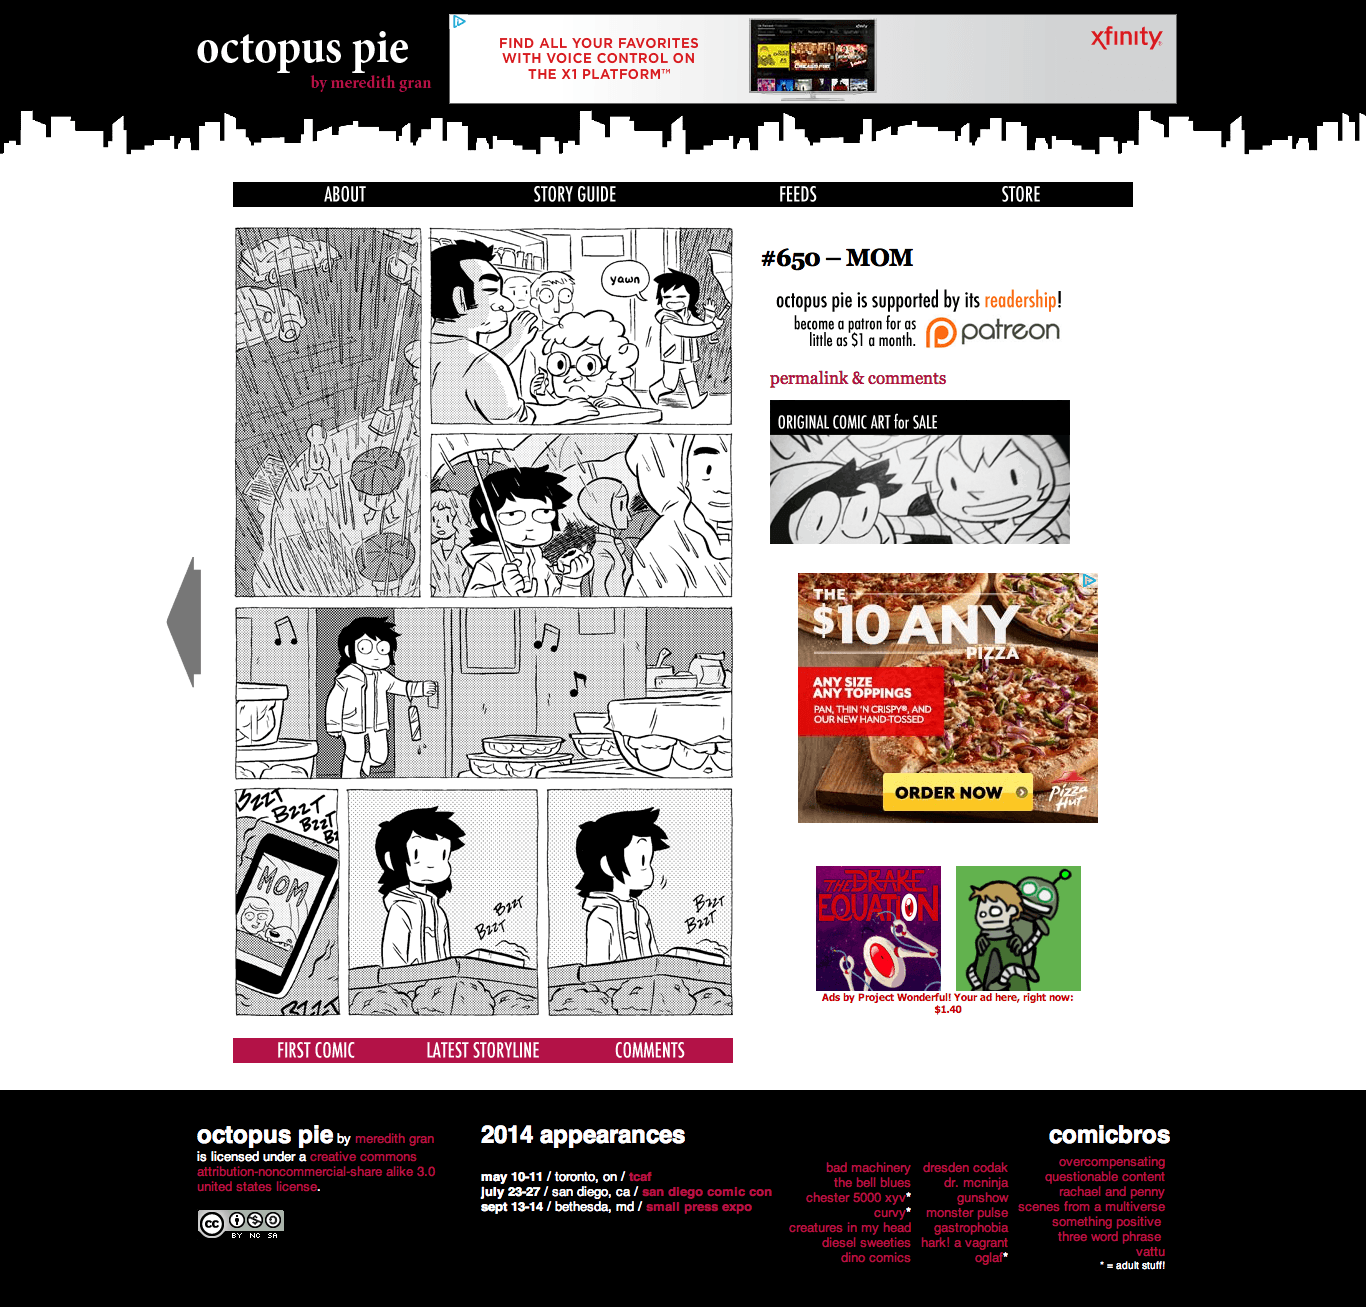 octopus pie
by meredith gran
FIND ALL YOUR FAVORITES
WITH VOICE CONTROL ON
THE X1 PLATFORM™
xfinity
ABOUT
STORY GUIDE
FEEDS
STORE
yawn
BZZT
BZZT
BZZT
MOM
BZZT
BZZT
BZZT
BZZT
BZZT
#650 – MOM
octopus pie is supported by its readership!
become a patron for as
little as $1 a month.
patreon
permalink & comments
ORIGINAL COMIC ART for SALE
THE
$10 ANY
PIZZA
ANY SIZE
ANY TOPPINGS
PAN, THIN 'N CRISPY®, AND
OUR NEW HAND-TOSSED
ORDER NOW
Pizza
Hut
THE DRAKE
EQUATION
Ads by Project Wonderful! Your ad here, right now:
$1.40
FIRST COMIC
LATEST STORYLINE
COMMENTS
octopus pie by meredith gran
is licensed under a creative commons
attribution-noncommercial-share alike 3.0
united states license.
cc
BY NC SA
2014 appearances
may 10-11 / toronto, on / tcaf
july 23-27 / san diego, ca / san diego comic con
sept 13-14 / bethesda, md / small press expo
comicbros
bad machinery
the bell blues
chester 5000 xyv*
curvy*
creatures in my head
diesel sweeties
dino comics
dresden codak
dr. mcninja
gunshow
monster pulse
gastrophobia
hark! a vagrant
oglaf*
overcompensating
questionable content
rachael and penny
scenes from a multiverse
something positive
three word phrase
vattu
* = adult stuff!